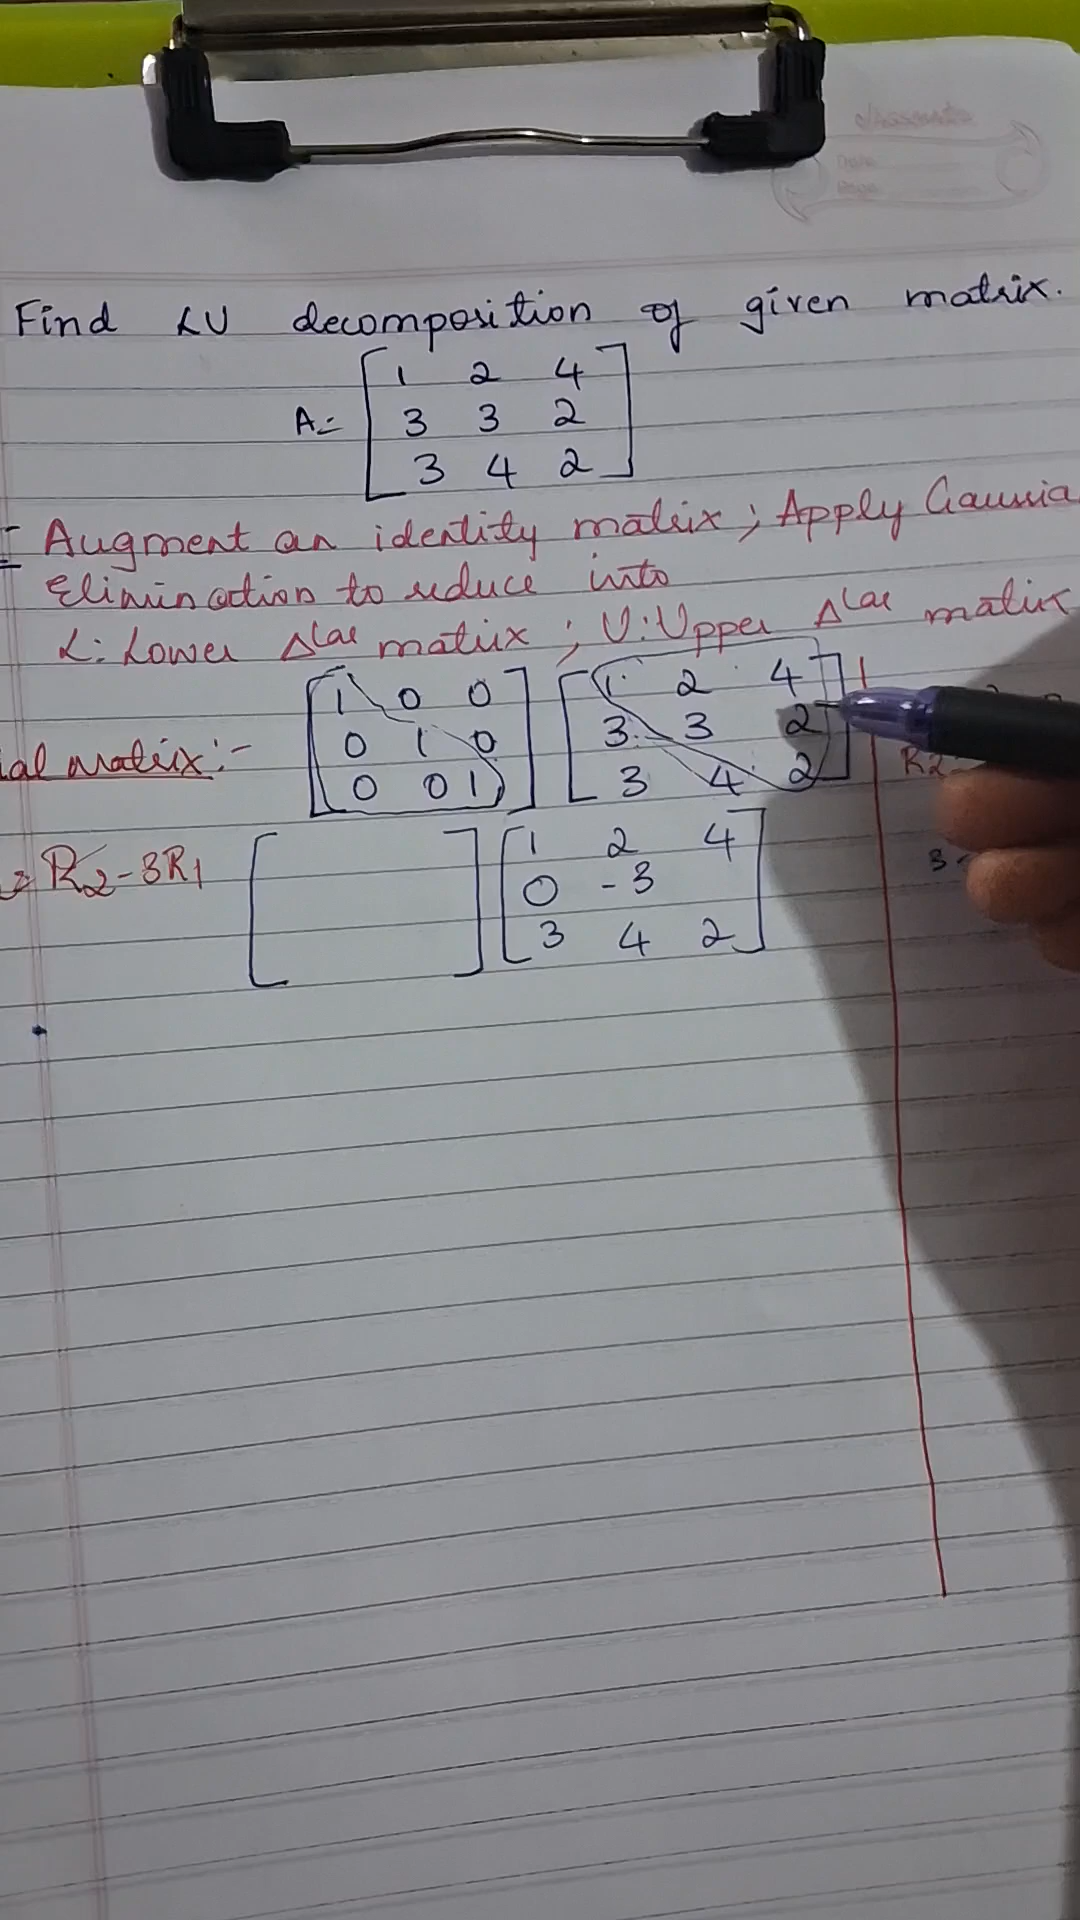 Find LU decomposition of given matrix.
1 2 4
A= 3 3 2
3 4 2
Augment an identity matrix; Apply Gaussia
Elimination to reduce into
L: Lower Δlar matrix ; U: Upper Δlar matrix
1 0 0 1 2 4
ial matrix:- 0 1 0 3 3 2
0 0 1 3 4 2
R2
R2-3R1 1 2 4
0 -3
3 4 2
3-